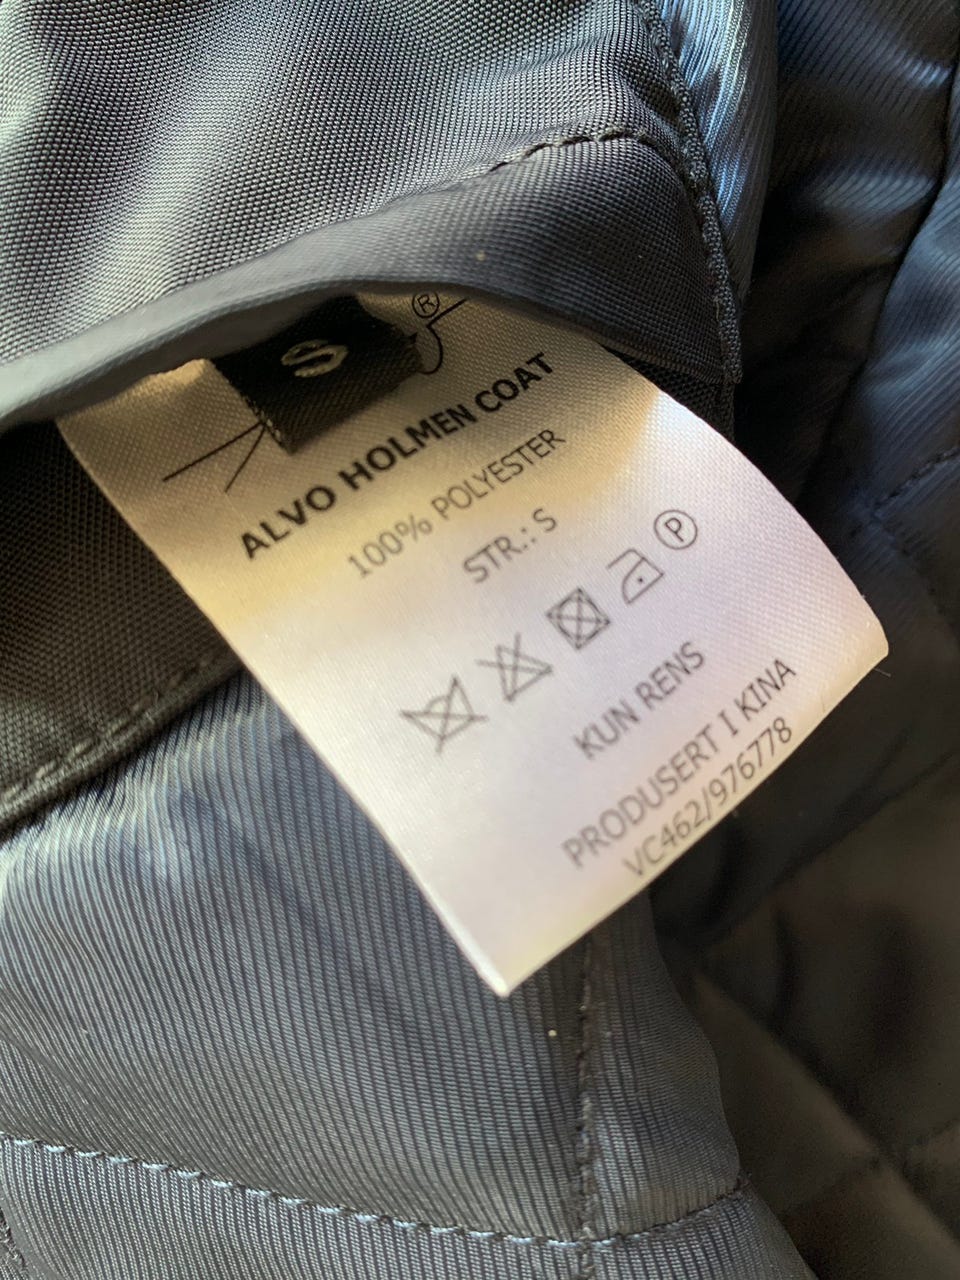 S
®
ALVO HOLMEN COAT
100% POLYESTER
STR.: S
P
KUN RENS
PRODUSERT I KINA
VC462/976778